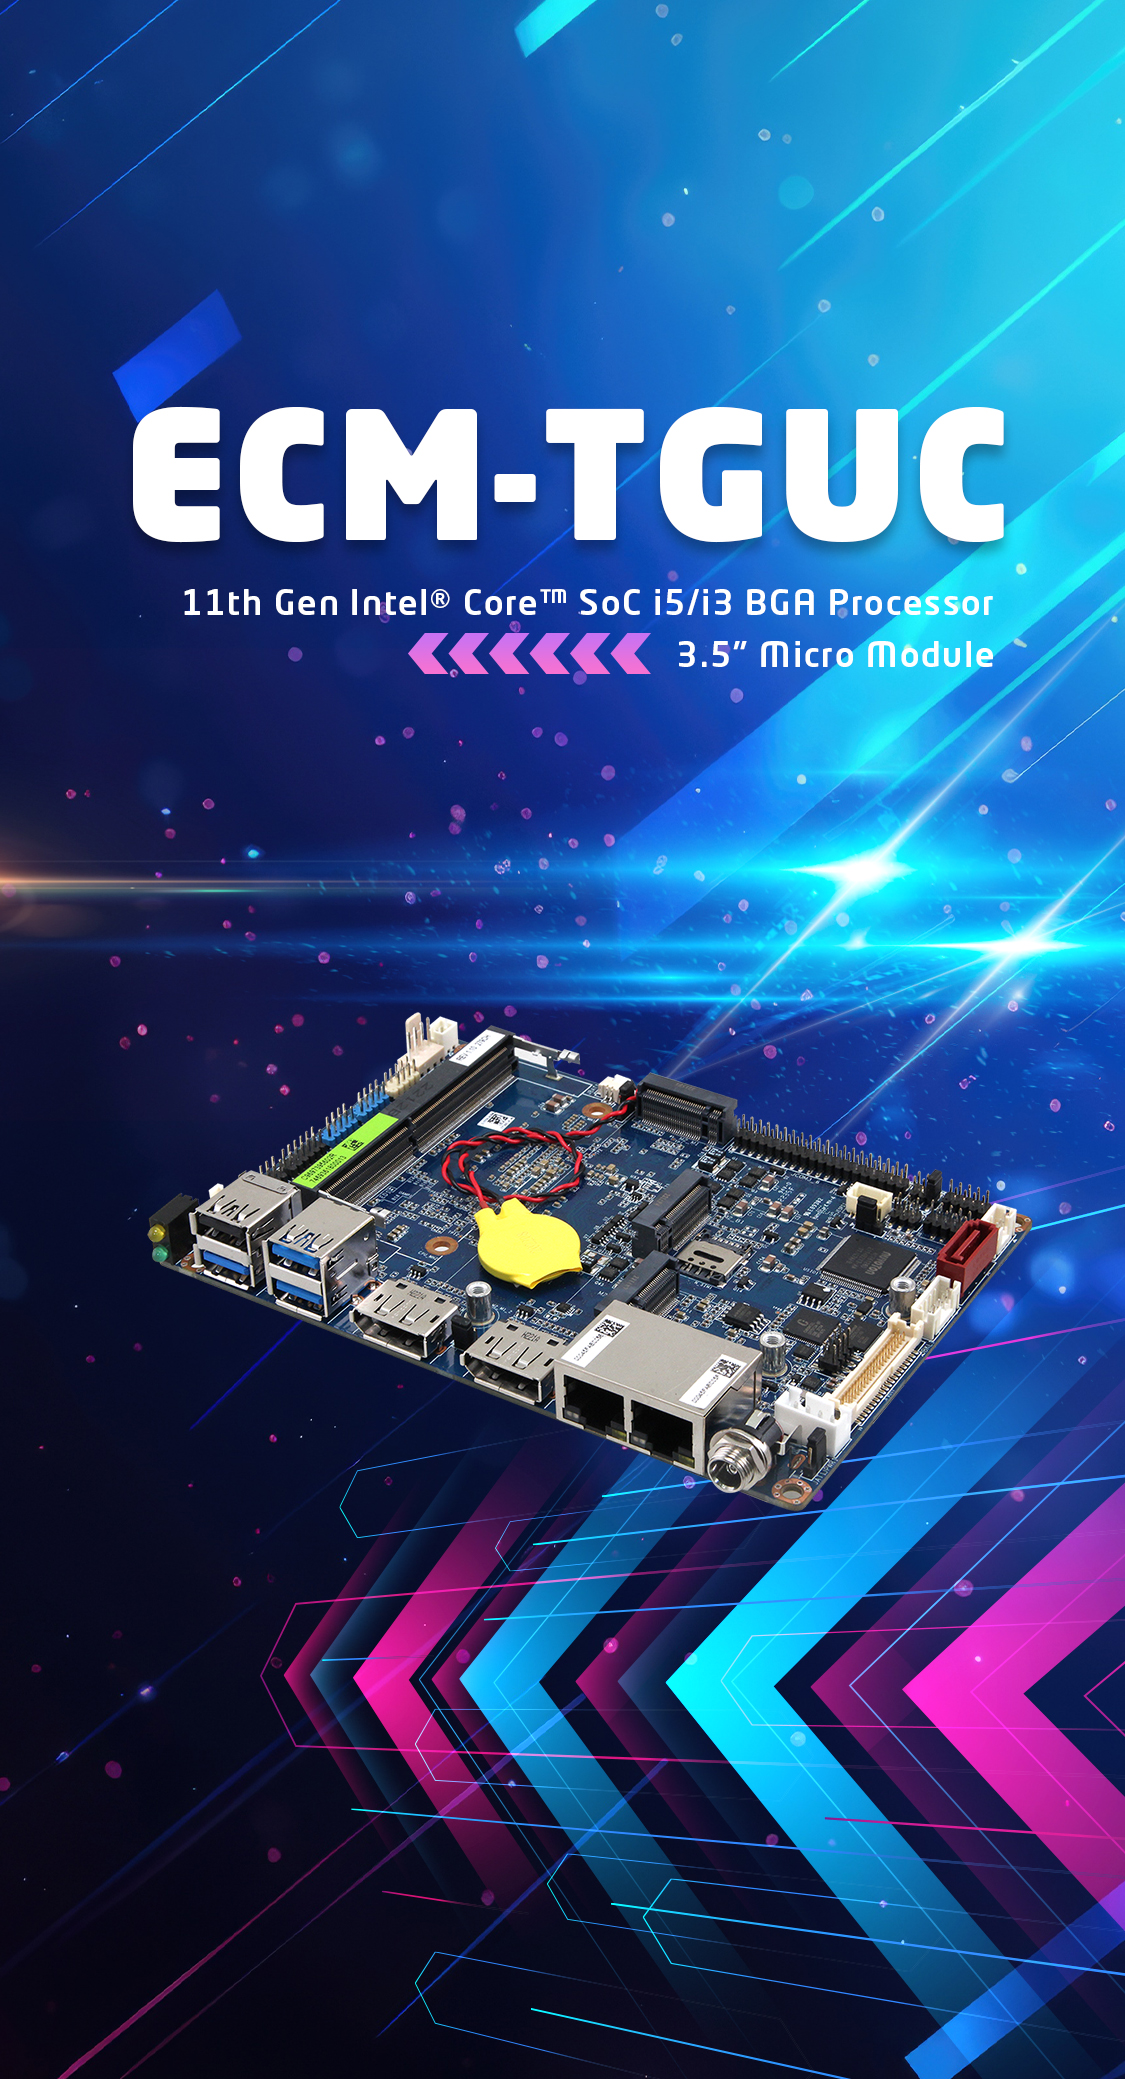 ECM-TGUC
11th Gen Intel® Core™ SoC i5/i3 BGA Processor
3.5” Micro Module